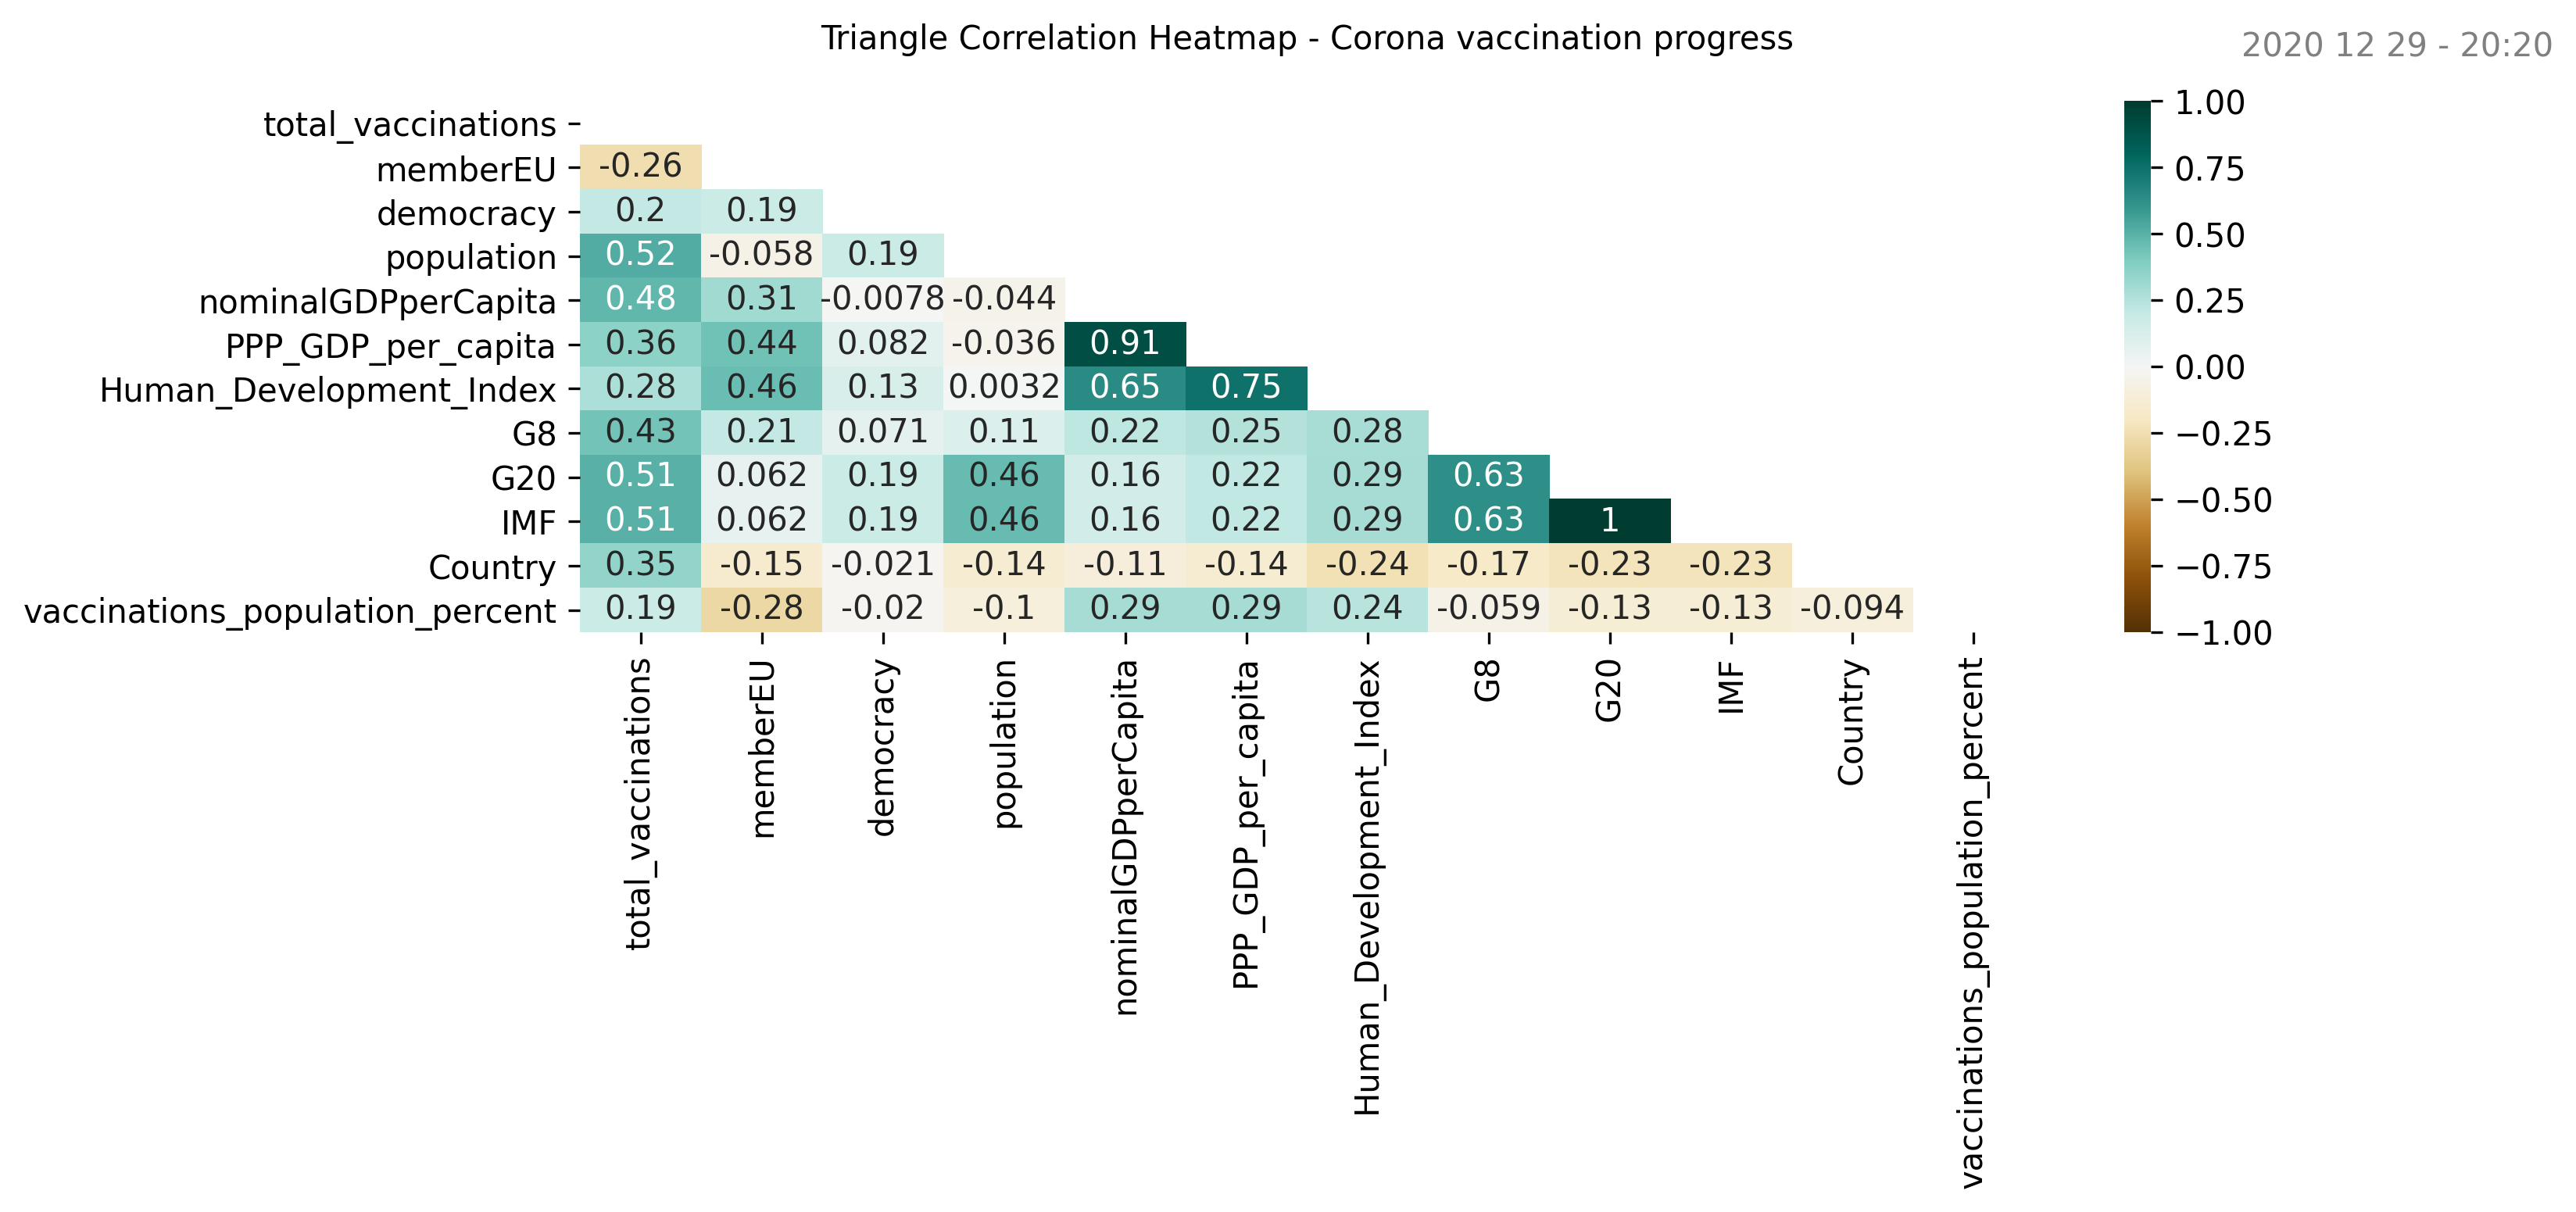 Triangle Correlation Heatmap - Corona vaccination progress
2020 12 29 - 20:20
total_vaccinations
memberEU -0.26
democracy 0.2 0.19
population 0.52 -0.058 0.19
nominalGDPperCapita 0.48 0.31 -0.0078 -0.044
PPP_GDP_per_capita 0.36 0.44 0.082 -0.036 0.91
Human_Development_Index 0.28 0.46 0.13 0.0032 0.65 0.75
G8 0.43 0.21 0.071 0.11 0.22 0.25 0.28
G20 0.51 0.062 0.19 0.46 0.16 0.22 0.29 0.63
IMF 0.51 0.062 0.19 0.46 0.16 0.22 0.29 0.63 1
Country 0.35 -0.15 -0.021 -0.14 -0.11 -0.14 -0.24 -0.17 -0.23 -0.23
vaccinations_population_percent 0.19 -0.28 -0.02 -0.1 0.29 0.29 0.24 -0.059 -0.13 -0.13 -0.094
total_vaccinations
memberEU
democracy
population
nominalGDPperCapita
PPP_GDP_per_capita
Human_Development_Index
G8
G20
IMF
Country
vaccinations_population_percent
1.00
0.75
0.50
0.25
0.00
−0.25
−0.50
−0.75
−1.00